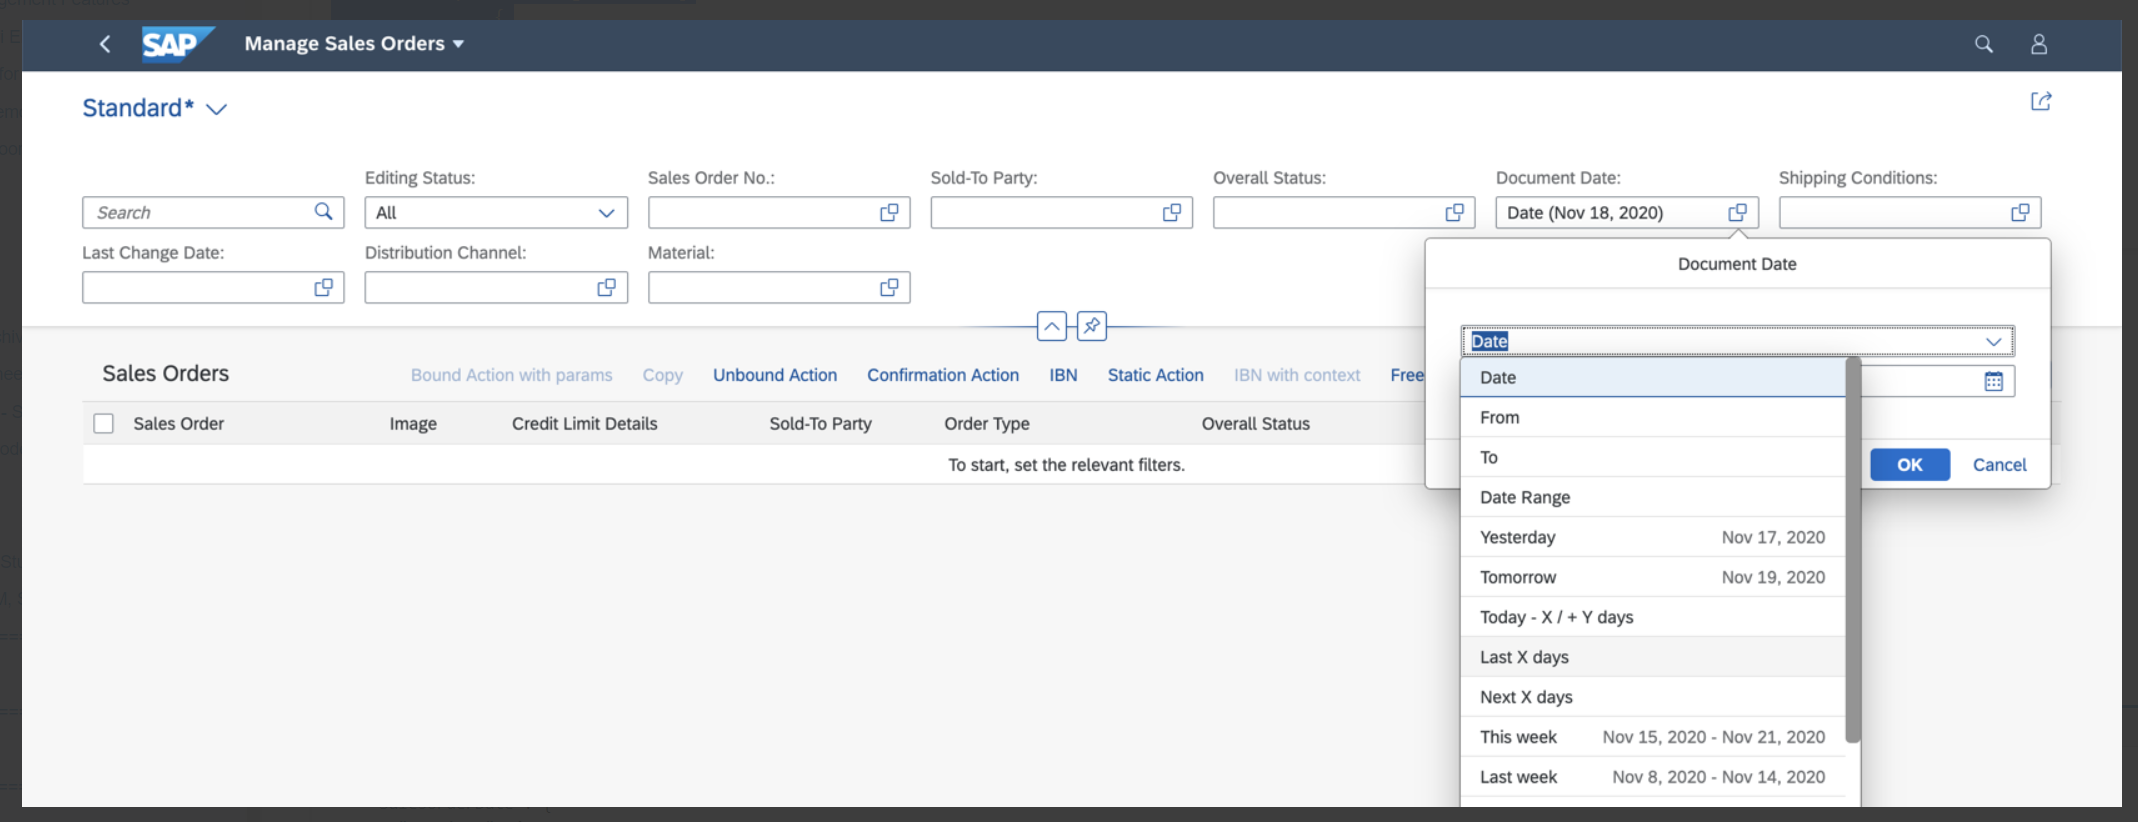 SAP Manage Sales Orders
Standard*
Editing Status: Sales Order No.: Sold-To Party: Overall Status: Document Date: Shipping Conditions:
Search All Date (Nov 18, 2020)
Last Change Date: Distribution Channel: Material:
Document Date
Date
Sales Orders Bound Action with params Copy Unbound Action Confirmation Action IBN Static Action IBN with context Free
Date
From
To
Date Range
Yesterday Nov 17, 2020
Tomorrow Nov 19, 2020
Today - X / + Y days
Last X days
Next X days
This week Nov 15, 2020 - Nov 21, 2020
Last week Nov 8, 2020 - Nov 14, 2020
OK Cancel
Sales Order Image Credit Limit Details Sold-To Party Order Type Overall Status
To start, set the relevant filters.